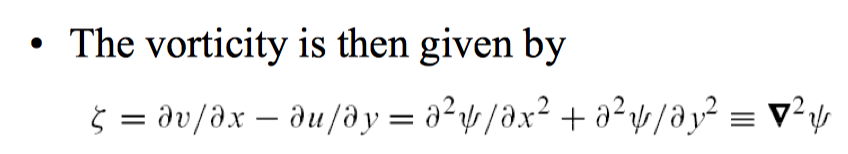 • The vorticity is then given by
ζ = ∂v/∂x − ∂u/∂y = ∂²ψ/∂x² + ∂²ψ/∂y² ≡ ∇²ψ